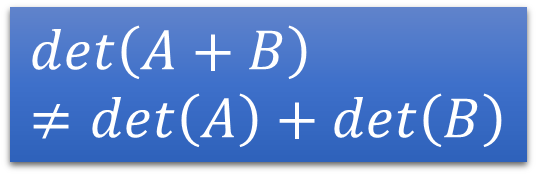 det(A + B)
≠ det(A) + det(B)